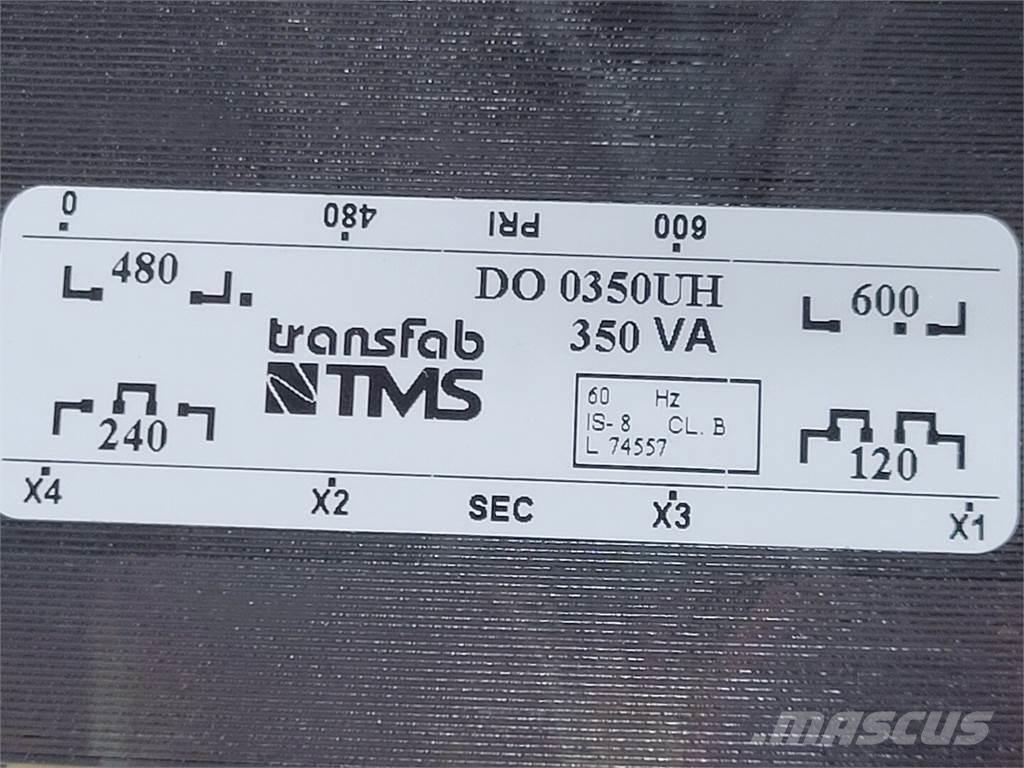 0 480 PRI 600
480 DO 0350UH 600
transfab 350 VA
TMS
60 Hz
IS- 8 CL. B
L 74557
240 120
X4 X2 SEC X3 X1
MASCUS